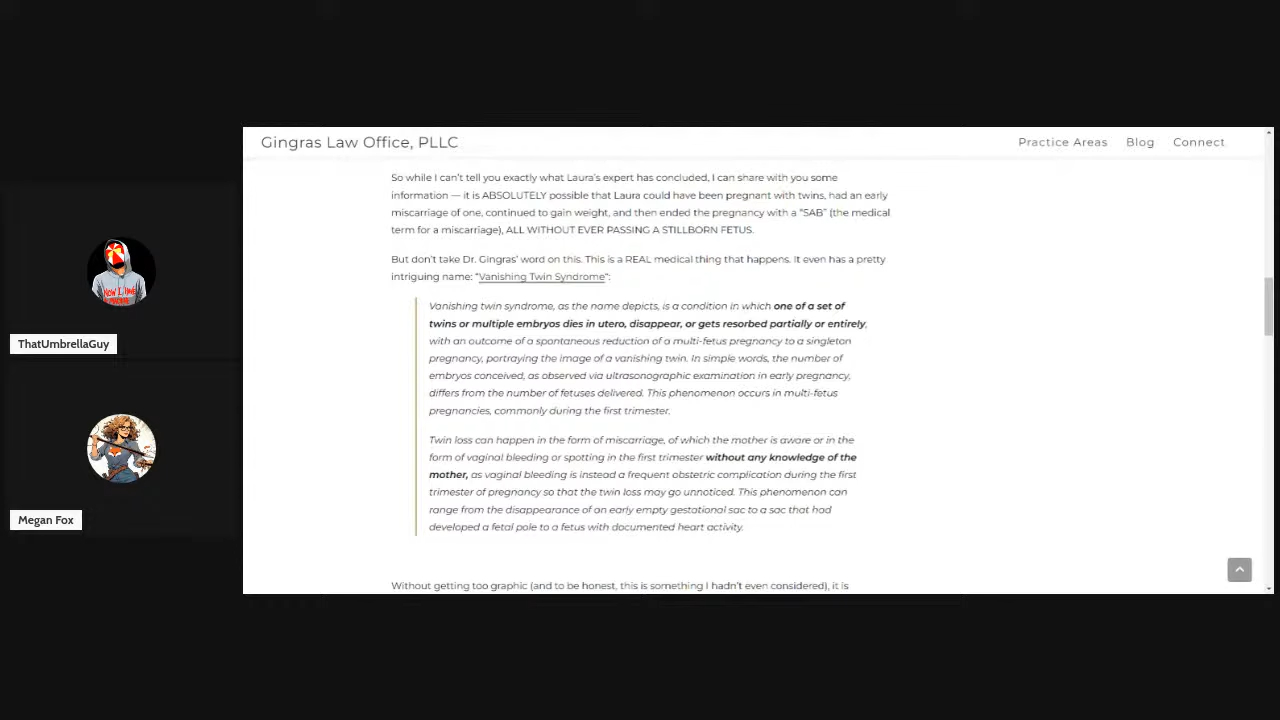 Gingras Law Office, PLLC
Practice Areas Blog Connect
So while I can't tell you exactly what Laura's expert has concluded, I can share with you some
information — it is ABSOLUTELY possible that Laura could have been pregnant with twins, had an early
miscarriage of one, continued to gain weight, and then ended the pregnancy with a "SAB" (the medical
term for a miscarriage), ALL WITHOUT EVER PASSING A STILLBORN FETUS.
But don't take Dr. Gingras' word on this. This is a REAL medical thing that happens. It even has a pretty
intriguing name: "Vanishing Twin Syndrome":
Vanishing twin syndrome, as the name depicts, is a condition in which one of a set of
twins or multiple embryos dies in utero, disappear, or gets resorbed partially or entirely,
with an outcome of a spontaneous reduction of a multi-fetus pregnancy to a singleton
pregnancy, portraying the image of a vanishing twin. In simple words, the number of
embryos conceived, as observed via ultrasonographic examination in early pregnancy,
differs from the number of fetuses delivered. This phenomenon occurs in multi-fetus
pregnancies, commonly during the first trimester.
Twin loss can happen in the form of miscarriage, of which the mother is aware or in the
form of vaginal bleeding or spotting in the first trimester without any knowledge of the
mother, as vaginal bleeding is instead a frequent obstetric complication during the first
trimester of pregnancy so that the twin loss may go unnoticed. This phenomenon can
range from the disappearance of an early empty gestational sac to a sac that had
developed a fetal pole to a fetus with documented heart activity.
Without getting too graphic (and to be honest, this is something I hadn't even considered), it is
NOW I HAVE
ThatUmbrellaGuy
Megan Fox